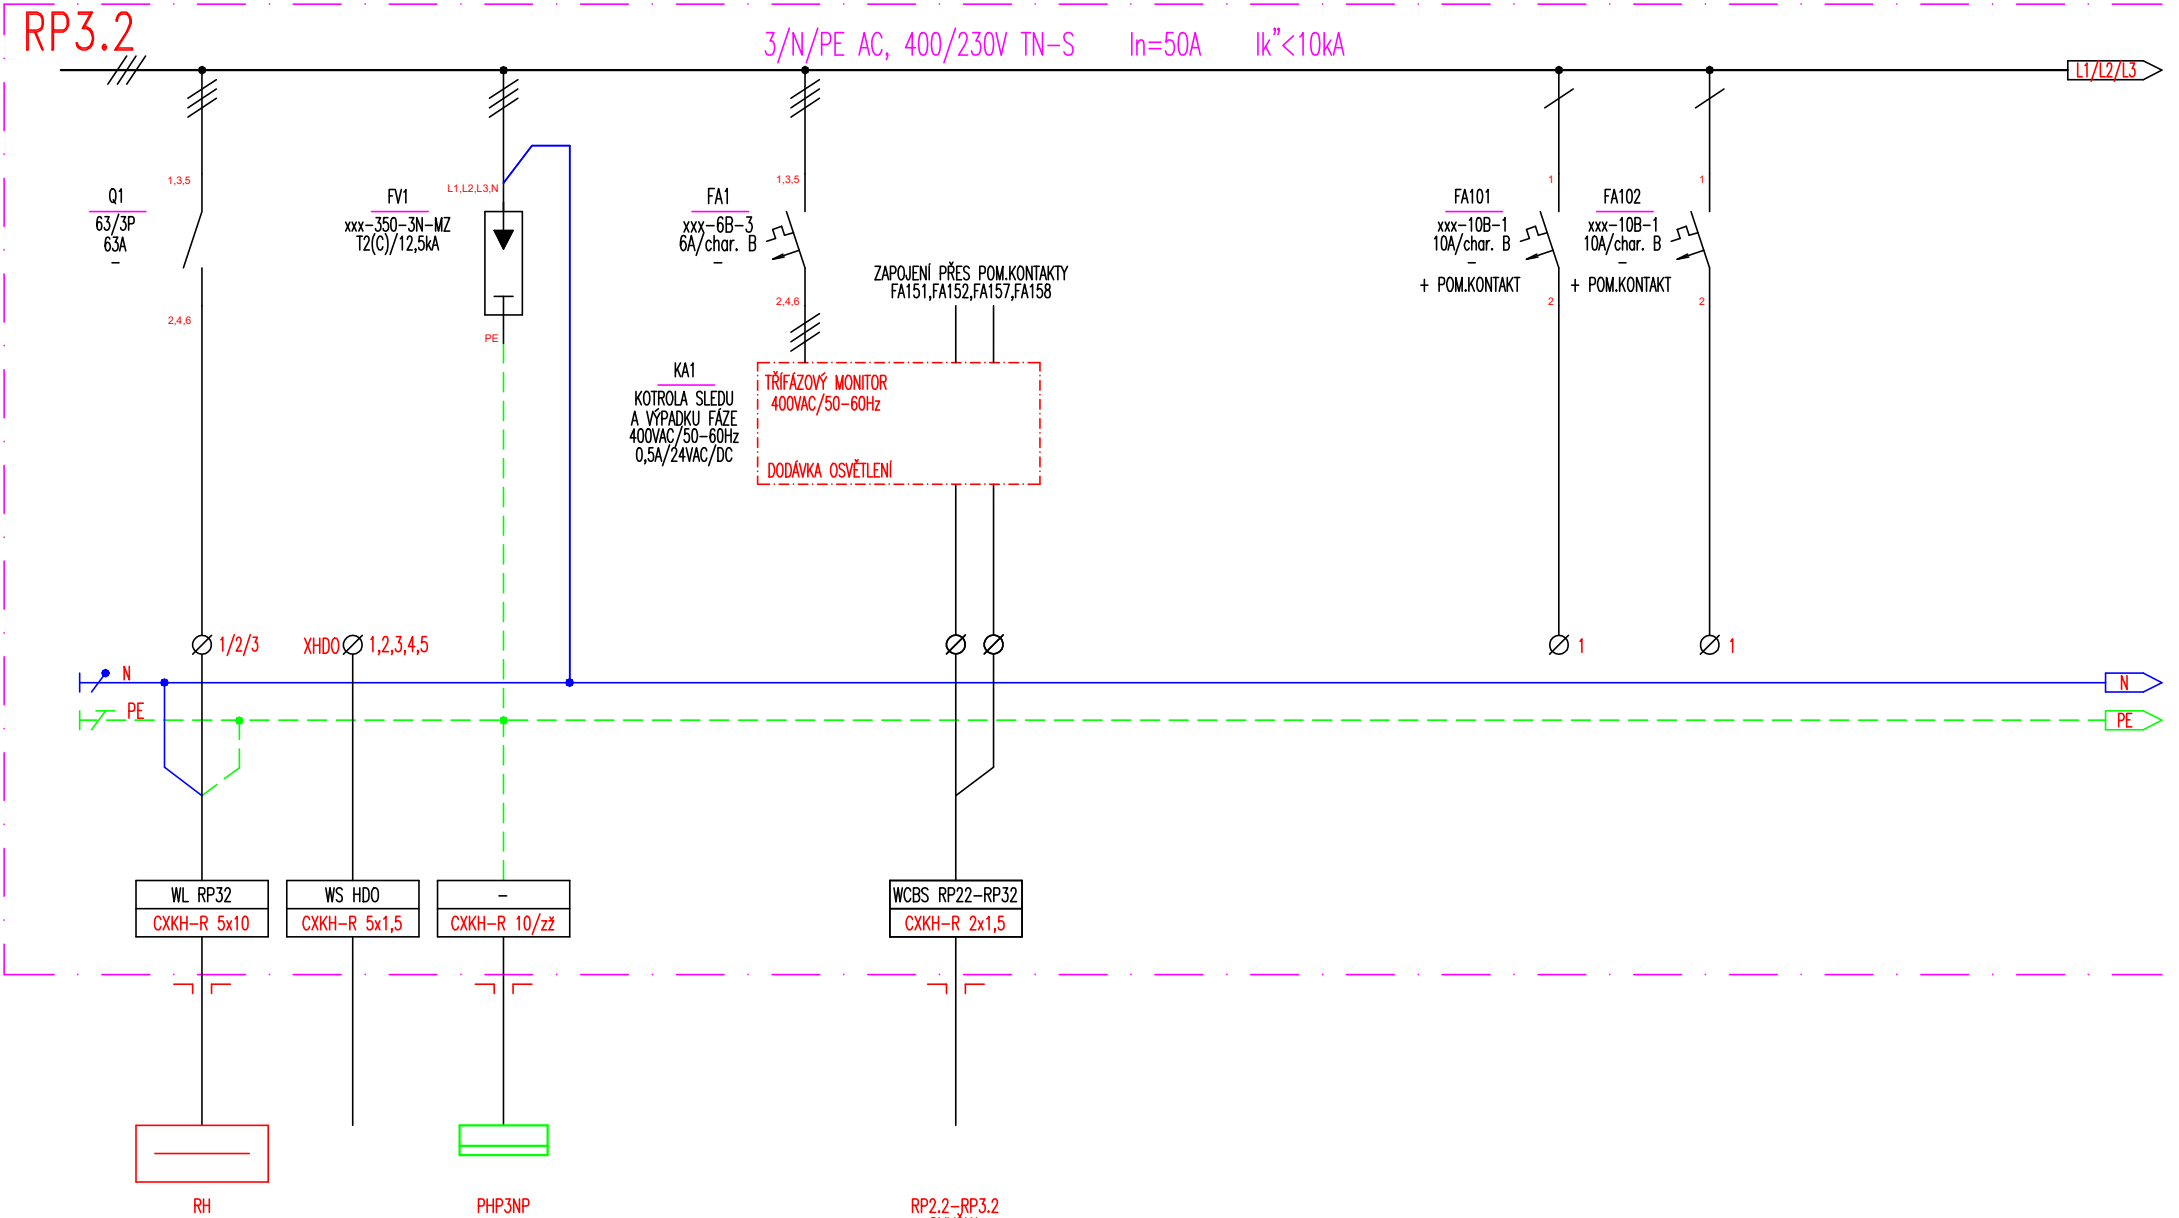 RP3.2
3/N/PE AC, 400/230V TN-S In=50A Ik"<10kA
L1/L2/L3
Q1
63/3P
63A
-
1,3,5
2,4,6
FV1
xxx-350-3N-MZ
T2(C)/12,5kA
L1,L2,L3,N
PE
FA1
xxx-6B-3
6A/char. B
-
1,3,5
2,4,6
ZAPOJENÍ PŘES POM.KONTAKTY
FA151,FA152,FA157,FA158
KA1
KOTROLA SLEDU
A VÝPADKU FÁZE
400VAC/50-60Hz
0,5A/24VAC/DC
TŘÍFÁZOVÝ MONITOR
400VAC/50-60Hz
DODÁVKA OSVĚTLENÍ
FA101
xxx-10B-1
10A/char. B
-
+ POM.KONTAKT
1
2
FA102
xxx-10B-1
10A/char. B
-
+ POM.KONTAKT
1
2
1/2/3
XHDO 1,2,3,4,5
1
1
N
N
PE
PE
WL RP32
CXKH-R 5x10
WS HDO
CXKH-R 5x1,5
-
CXKH-R 10/zž
WCBS RP22-RP32
CXKH-R 2x1,5
RH
PHP3NP
RP2.2-RP3.2